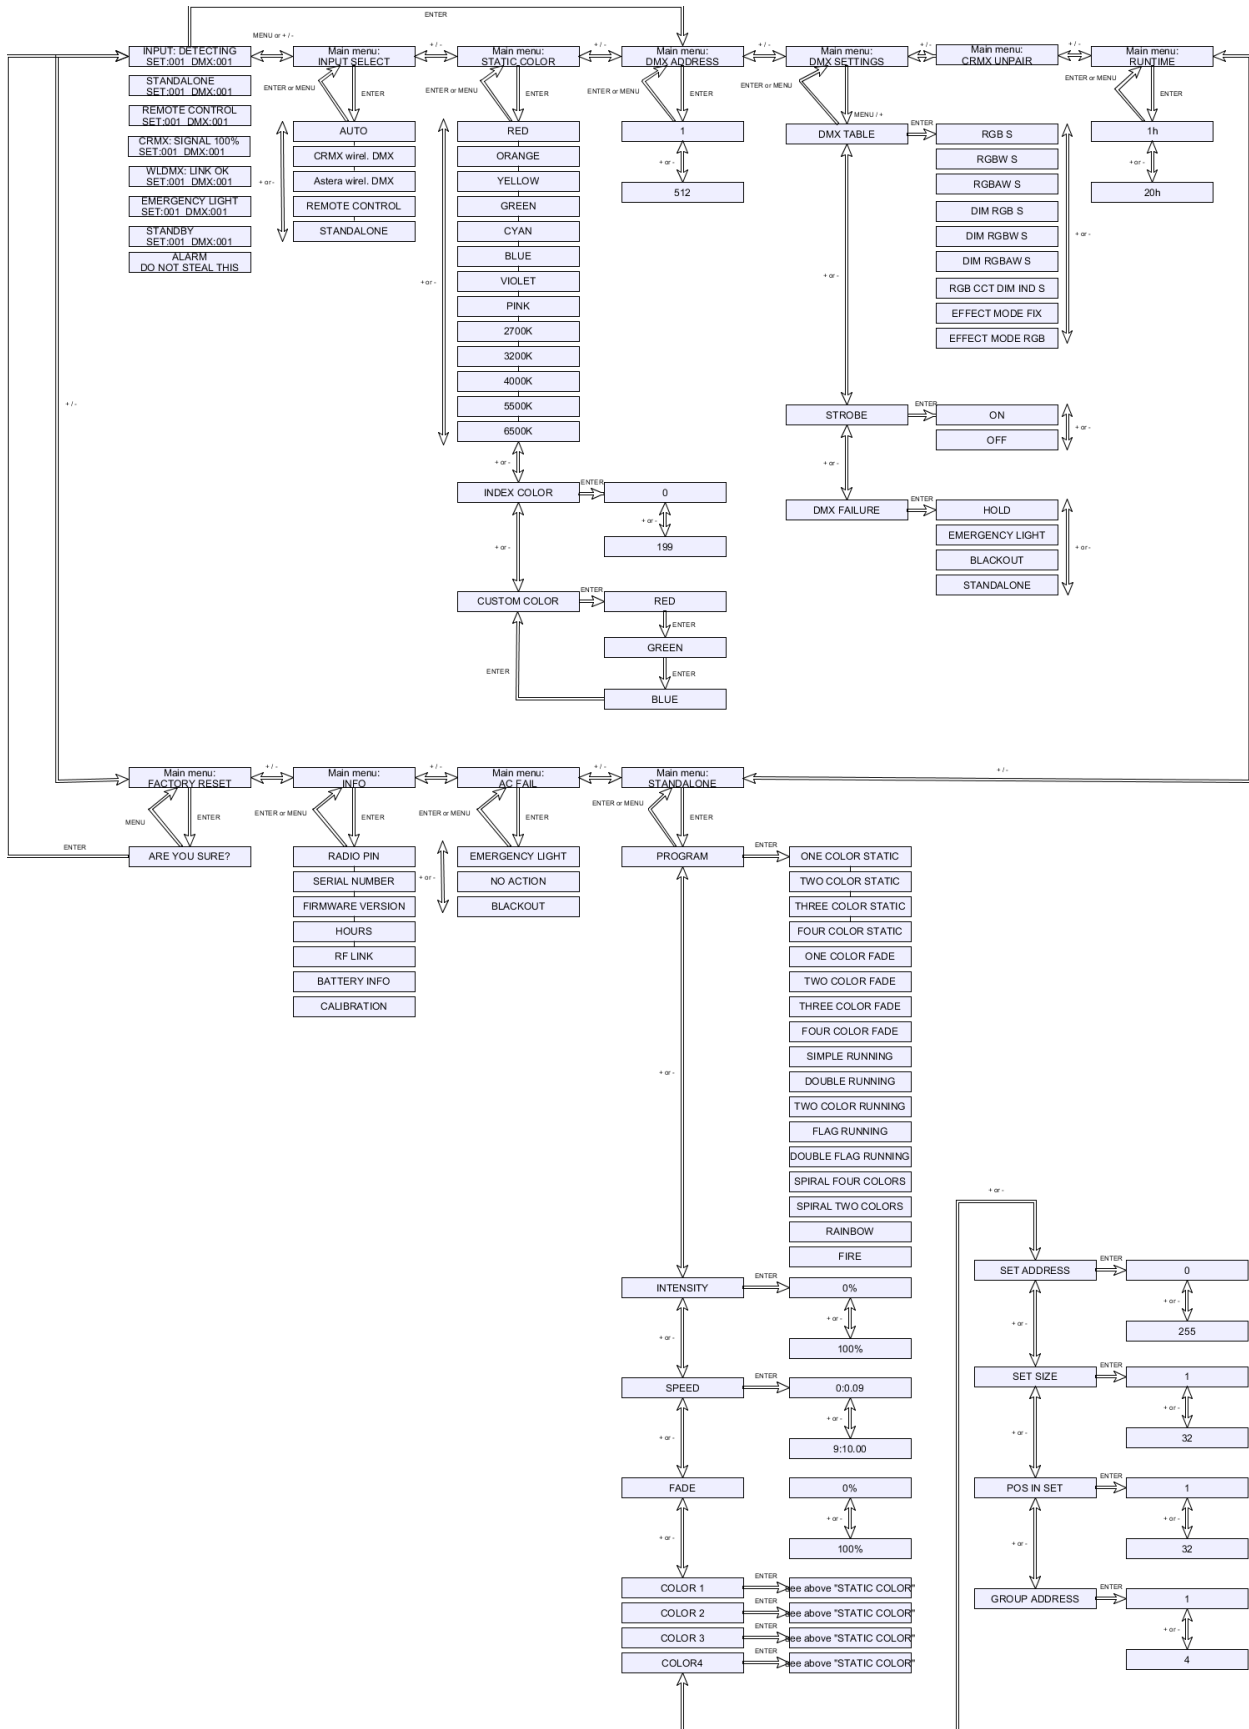 ENTER
MENU or + / -
+ / -
+ / -
+ / -
+ / -
+ / -
INPUT: DETECTING
SET:001 DMX:001
Main menu:
INPUT SELECT
Main menu:
STATIC COLOR
Main menu:
DMX ADDRESS
Main menu:
DMX SETTINGS
Main menu:
CRMX UNPAIR
Main menu:
RUNTIME
STANDALONE
SET:001 DMX:001
REMOTE CONTROL
SET:001 DMX:001
CRMX: SIGNAL 100%
SET:001 DMX:001
WLDMX: LINK OK
SET:001 DMX:001
EMERGENCY LIGHT
SET:001 DMX:001
STANDBY
SET:001 DMX:001
ALARM
DO NOT STEAL THIS
ENTER or MENU
ENTER
AUTO
CRMX wirel. DMX
Astera wirel. DMX
REMOTE CONTROL
STANDALONE
+ or -
ENTER or MENU
ENTER
RED
ORANGE
YELLOW
GREEN
CYAN
BLUE
VIOLET
PINK
2700K
3200K
4000K
5500K
6500K
+ or -
+ or -
INDEX COLOR
ENTER
0
+ or -
199
+ or -
CUSTOM COLOR
ENTER
RED
ENTER
GREEN
ENTER
BLUE
ENTER
ENTER or MENU
ENTER
1
+ or -
512
ENTER or MENU
MENU / +
DMX TABLE
ENTER
RGB S
RGBW S
RGBAW S
DIM RGB S
DIM RGBW S
DIM RGBAW S
RGB CCT DIM IND S
EFFECT MODE FIX
EFFECT MODE RGB
+ or -
+ or -
STROBE
ENTER
ON
OFF
+ or -
+ or -
DMX FAILURE
ENTER
HOLD
EMERGENCY LIGHT
BLACKOUT
STANDALONE
+ or -
ENTER or MENU
ENTER
1h
+ or -
20h
+ / -
+ / -
+ / -
+ / -
+ / -
Main menu:
FACTORY RESET
Main menu:
INFO
Main menu:
AC FAIL
Main menu:
STANDALONE
MENU
ENTER
ENTER
ARE YOU SURE?
ENTER or MENU
ENTER
RADIO PIN
SERIAL NUMBER
FIRMWARE VERSION
HOURS
RF LINK
BATTERY INFO
CALIBRATION
ENTER or MENU
ENTER
EMERGENCY LIGHT
NO ACTION
BLACKOUT
+ or -
ENTER or MENU
ENTER
PROGRAM
ENTER
ONE COLOR STATIC
TWO COLOR STATIC
THREE COLOR STATIC
FOUR COLOR STATIC
ONE COLOR FADE
TWO COLOR FADE
THREE COLOR FADE
FOUR COLOR FADE
SIMPLE RUNNING
DOUBLE RUNNING
TWO COLOR RUNNING
FLAG RUNNING
DOUBLE FLAG RUNNING
SPIRAL FOUR COLORS
SPIRAL TWO COLORS
RAINBOW
FIRE
+ or -
INTENSITY
ENTER
0%
+ or -
100%
+ or -
SPEED
ENTER
0:0.09
+ or -
9:10.00
+ or -
FADE
0%
+ or -
100%
+ or -
COLOR 1
ENTER
see above "STATIC COLOR"
COLOR 2
ENTER
see above "STATIC COLOR"
COLOR 3
ENTER
see above "STATIC COLOR"
COLOR4
ENTER
see above "STATIC COLOR"
+ or -
SET ADDRESS
ENTER
0
+ or -
255
+ or -
SET SIZE
ENTER
1
+ or -
32
+ or -
POS IN SET
ENTER
1
+ or -
32
+ or -
GROUP ADDRESS
ENTER
1
+ or -
4